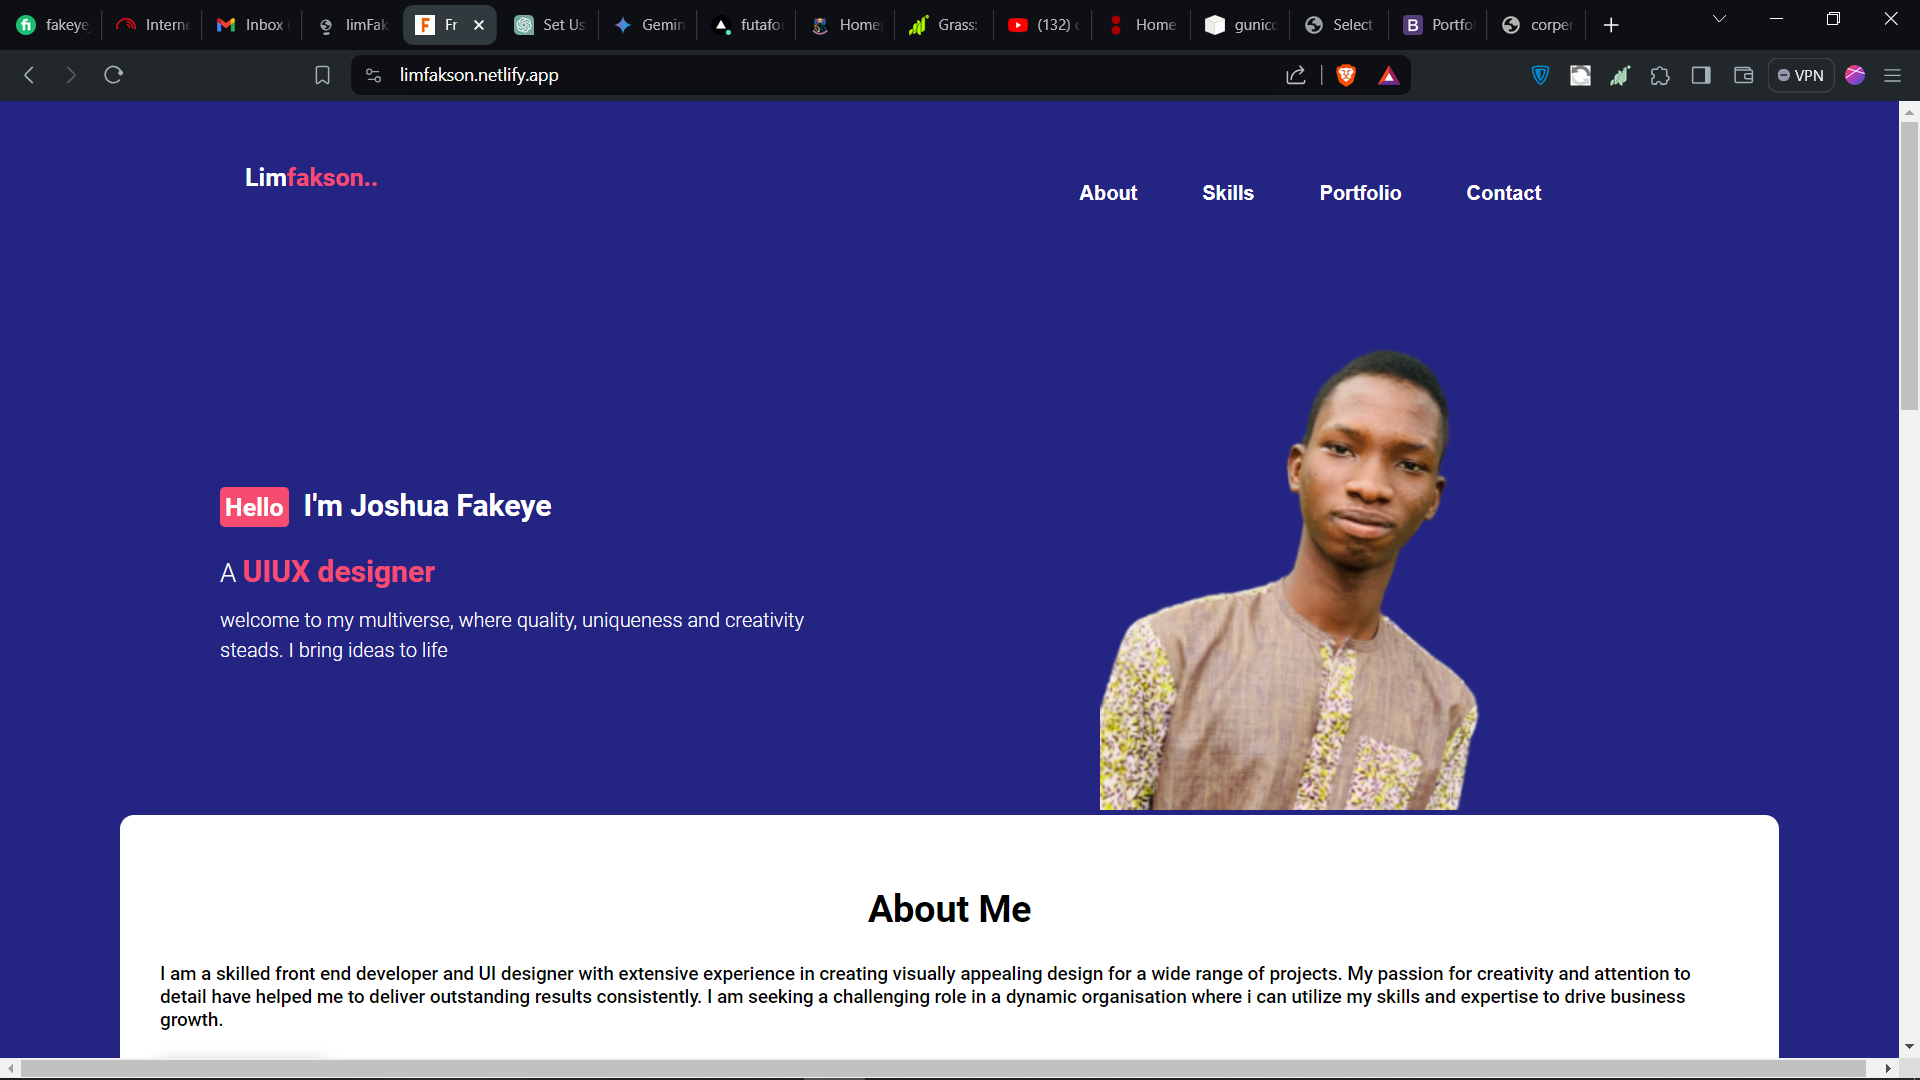 fakeye
Interne
Inbox
limFak
Fr
Set Us
Gemin
futafo
Home
Grass:
(132)
Home
gunico
Select
Portfo
corper
limfakson.netlify.app
VPN
Limfakson..
About Skills Portfolio Contact
Hello I'm Joshua Fakeye
A UIUX designer
welcome to my multiverse, where quality, uniqueness and creativity
steads. I bring ideas to life
About Me
I am a skilled front end developer and UI designer with extensive experience in creating visually appealing design for a wide range of projects. My passion for creativity and attention to
detail have helped me to deliver outstanding results consistently. I am seeking a challenging role in a dynamic organisation where i can utilize my skills and expertise to drive business
growth.